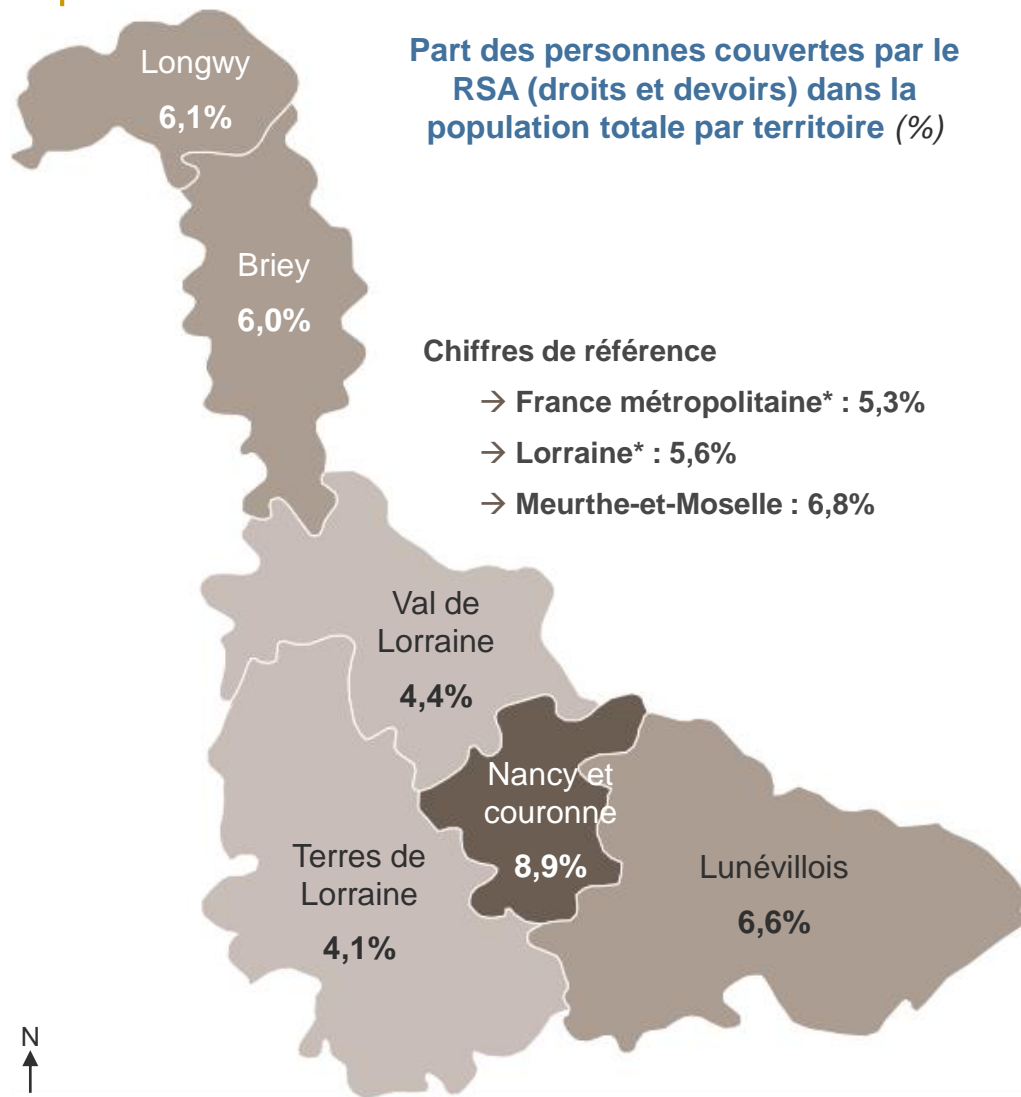 Part des personnes couvertes par le
RSA (droits et devoirs) dans la
population totale par territoire (%)
Longwy
6,1%
Briey
6,0%
Chiffres de référence
→ France métropolitaine* : 5,3%
→ Lorraine* : 5,6%
→ Meurthe-et-Moselle : 6,8%
Val de
Lorraine
4,4%
Nancy et
couronne
8,9%
Terres de
Lorraine
4,1%
Lunévillois
6,6%
N